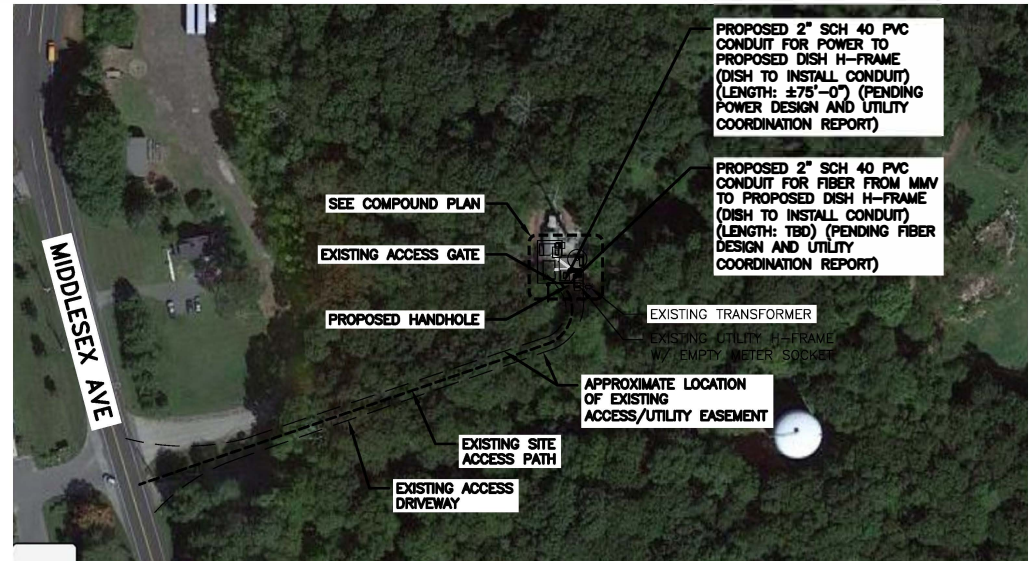 PROPOSED 2" SCH 40 PVC
CONDUIT FOR POWER TO
PROPOSED DISH H-FRAME
(DISH TO INSTALL CONDUIT)
(LENGTH: ±75'-0") (PENDING
POWER DESIGN AND UTILITY
COORDINATION REPORT)
PROPOSED 2" SCH 40 PVC
CONDUIT FOR FIBER FROM MMV
TO PROPOSED DISH H-FRAME
(DISH TO INSTALL CONDUIT)
(LENGTH: TBD) (PENDING FIBER
DESIGN AND UTILITY
COORDINATION REPORT)
SEE COMPOUND PLAN
EXISTING ACCESS GATE
PROPOSED HANDHOLE
EXISTING TRANSFORMER
EXISTING UTILITY H-FRAME
W/ EMPTY METER SOCKET
APPROXIMATE LOCATION
OF EXISTING
ACCESS/UTILITY EASEMENT
EXISTING SITE
ACCESS PATH
EXISTING ACCESS
DRIVEWAY
MIDDLESEX AVE